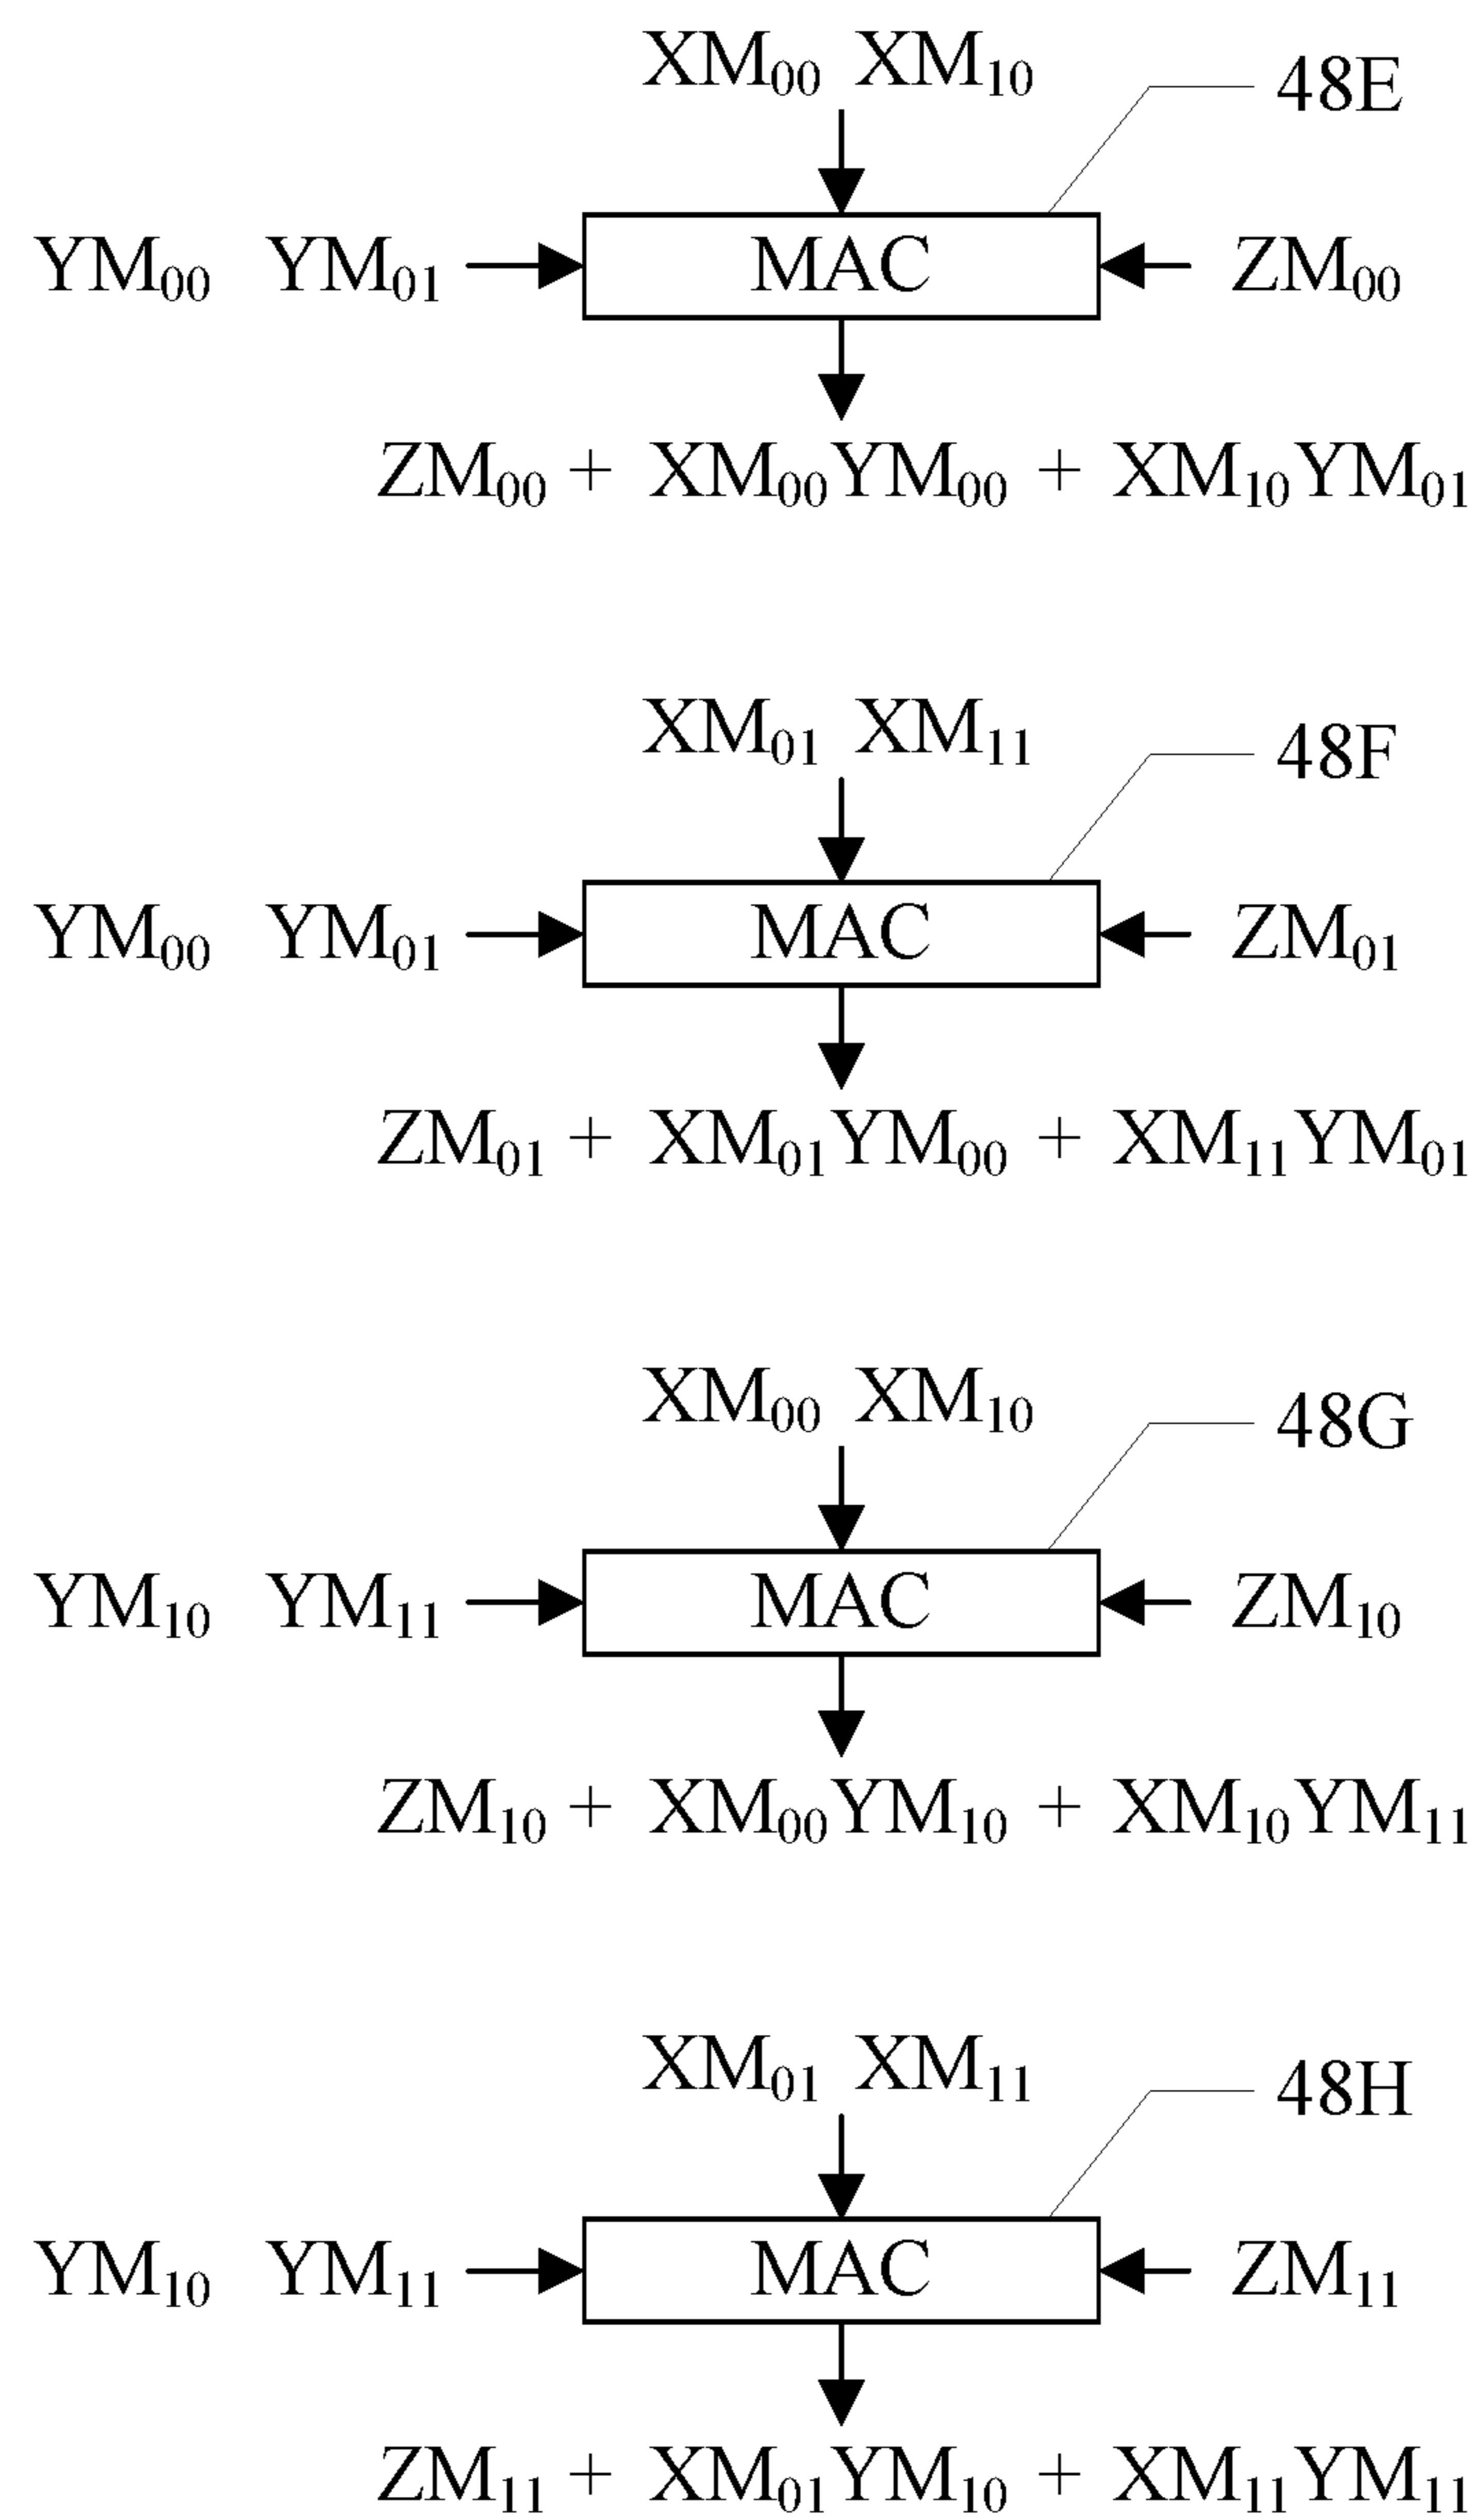 XM₀₀ XM₁₀
48E
YM₀₀ YM₀₁ MAC ZM₀₀
ZM₀₀ + XM₀₀YM₀₀ + XM₁₀YM₀₁
XM₀₁ XM₁₁
48F
YM₀₀ YM₀₁ MAC ZM₀₁
ZM₀₁ + XM₀₁YM₀₀ + XM₁₁YM₀₁
XM₀₀ XM₁₀
48G
YM₁₀ YM₁₁ MAC ZM₁₀
ZM₁₀ + XM₀₀YM₁₀ + XM₁₀YM₁₁
XM₀₁ XM₁₁
48H
YM₁₀ YM₁₁ MAC ZM₁₁
ZM₁₁ + XM₀₁YM₁₀ + XM₁₁YM₁₁